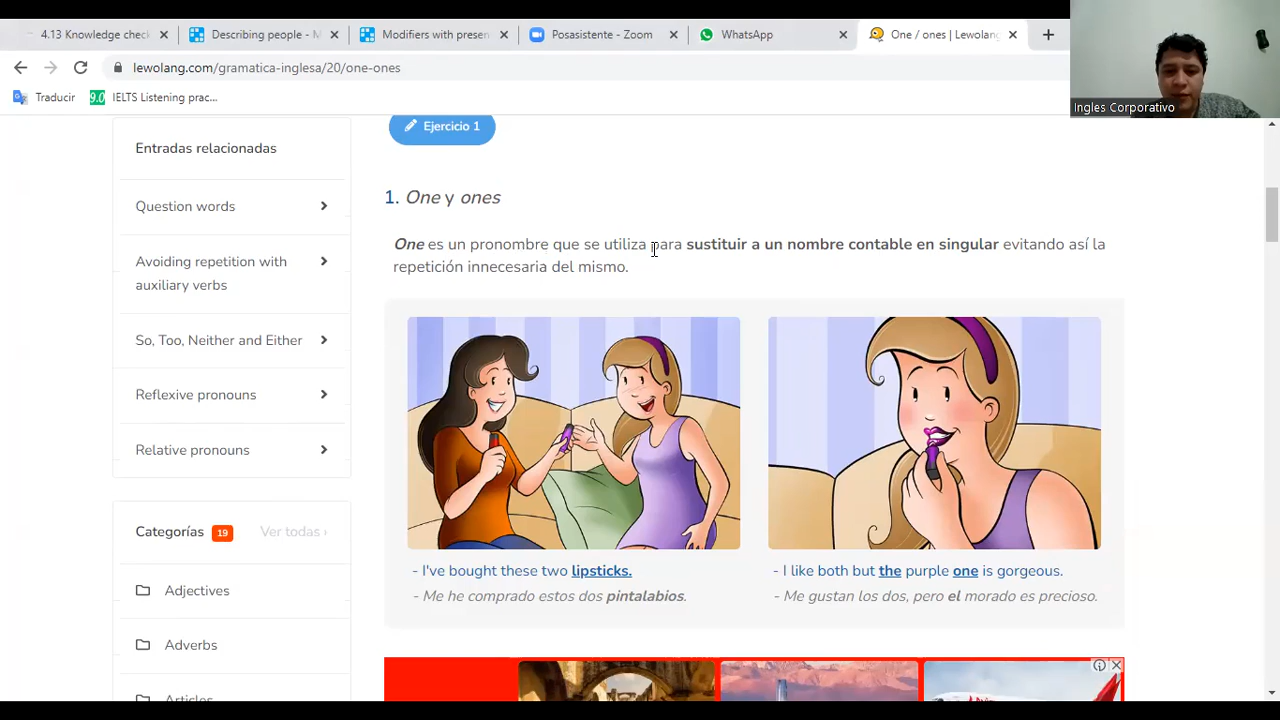 4.13 Knowledge check
Describing people - M
Modifiers with presen
Posasistente - Zoom
WhatsApp
One / ones | Lewolang
lewolang.com/gramatica-inglesa/20/one-ones
Traducir
9.0 IELTS Listening prac...
Ingles Corporativo
Entradas relacionadas
Question words
Avoiding repetition with
auxiliary verbs
So, Too, Neither and Either
Reflexive pronouns
Relative pronouns
Categorías 19 Ver todas ›
Adjectives
Adverbs
Articles
Ejercicio 1
1. One y ones
One es un pronombre que se utiliza para sustituir a un nombre contable en singular evitando así la
repetición innecesaria del mismo.
- I've bought these two lipsticks.
- Me he comprado estos dos pintalabios.
- I like both but the purple one is gorgeous.
- Me gustan los dos, pero el morado es precioso.